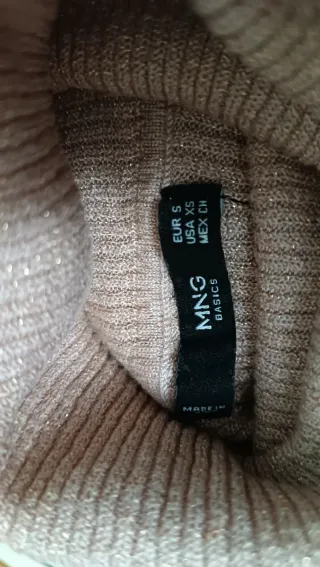 EUR S
USA XS
MEX CH
MNG
BASICS
MADE IN